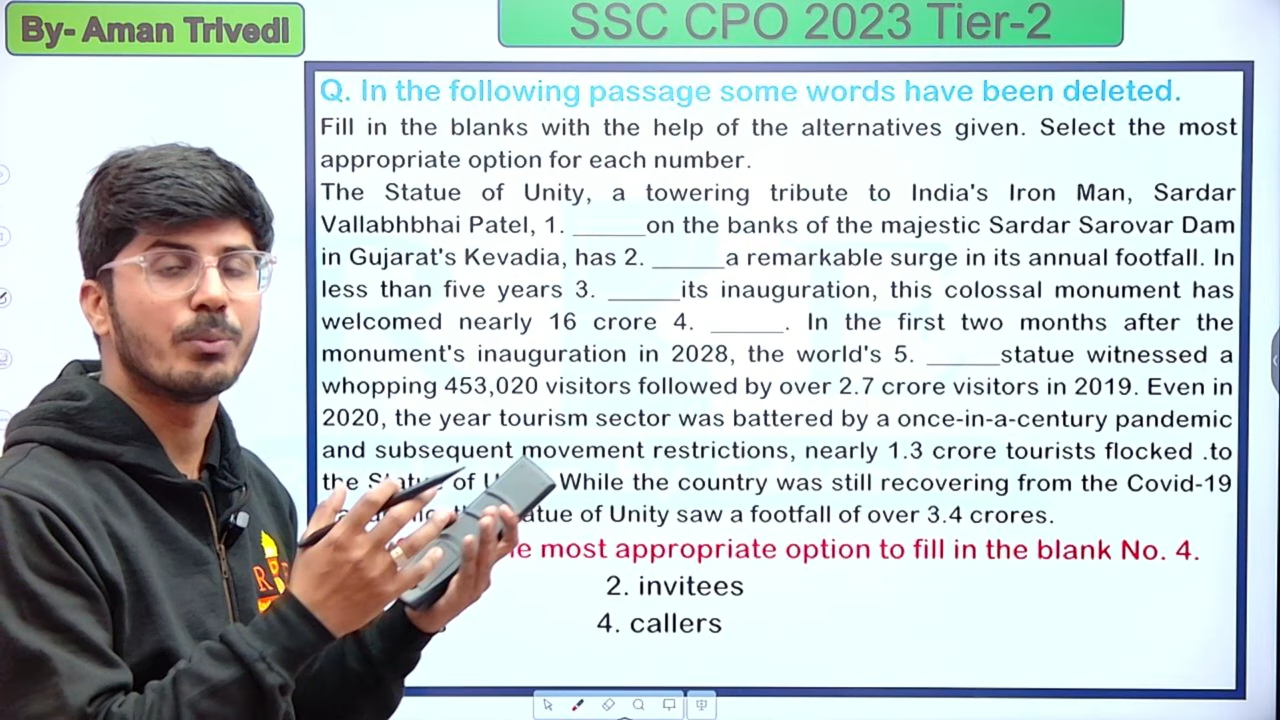 By- Aman Trivedi
SSC CPO 2023 Tier-2
Q. In the following passage some words have been deleted.
Fill in the blanks with the help of the alternatives given. Select the most
appropriate option for each number.
The Statue of Unity, a towering tribute to India's Iron Man, Sardar
Vallabhbhai Patel, 1. _____on the banks of the majestic Sardar Sarovar Dam
in Gujarat's Kevadia, has 2. _____a remarkable surge in its annual footfall. In
less than five years 3. _____its inauguration, this colossal monument has
welcomed nearly 16 crore 4. _____. In the first two months after the
monument's inauguration in 2028, the world's 5. _____statue witnessed a
whopping 453,020 visitors followed by over 2.7 crore visitors in 2019. Even in
2020, the year tourism sector was battered by a once-in-a-century pandemic
and subsequent movement restrictions, nearly 1.3 crore tourists flocked .to
the of While the country was still recovering from the Covid-19
of Unity saw a footfall of over 3.4 crores.
most appropriate option to fill in the blank No. 4.
2. invitees
4. callers